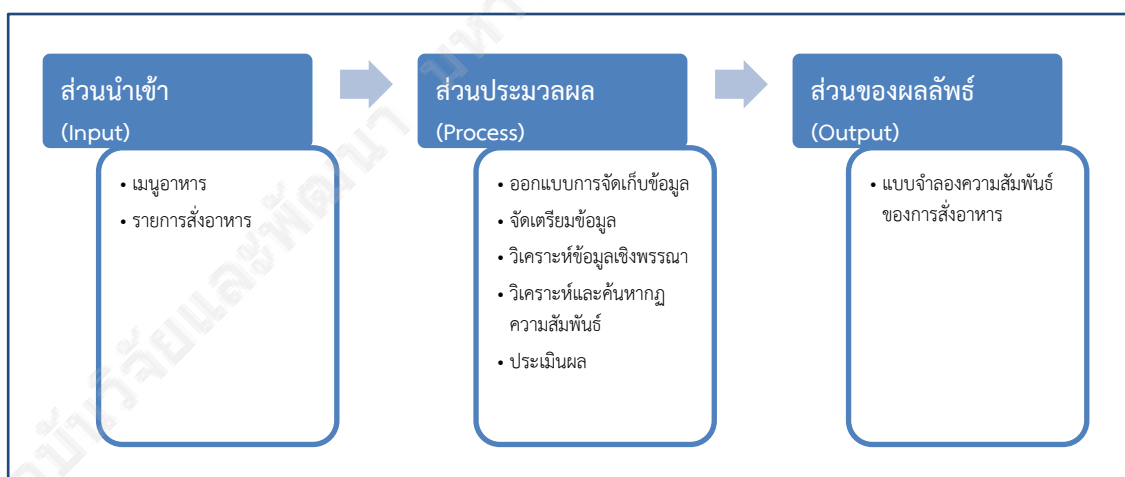 ส่วนนำเข้า
(Input)
• เมนูอาหาร
• รายการสั่งอาหาร
ส่วนประมวลผล
(Process)
• ออกแบบการจัดเก็บข้อมูล
• จัดเตรียมข้อมูล
• วิเคราะห์ข้อมูลเชิงพรรณา
• วิเคราะห์และค้นหากฏ
ความสัมพันธ์
• ประเมินผล
ส่วนของผลลัพธ์
(Output)
• แบบจำลองความสัมพันธ์
ของการสั่งอาหาร